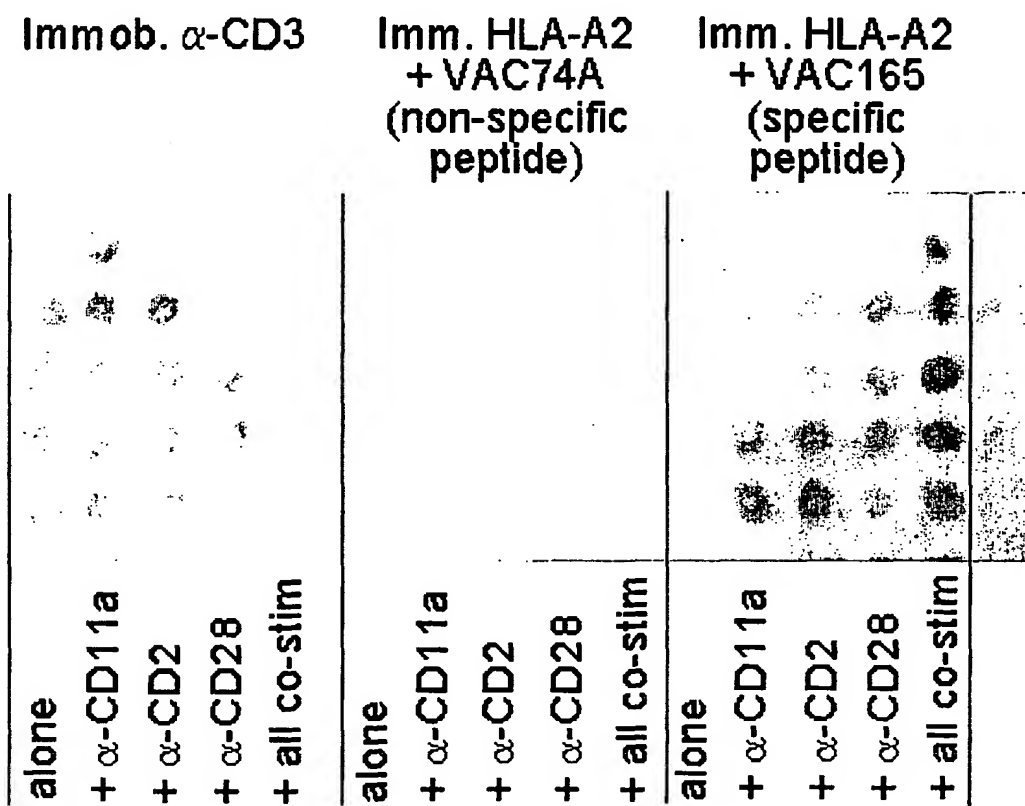 Immob. α-CD3
Imm. HLA-A2
+ VAC74A
(non-specific
peptide)
Imm. HLA-A2
+ VAC165
(specific
peptide)
alone
+ α-CD11a
+ α-CD2
+ α-CD28
+ all co-stim
alone
+ α-CD11a
+ α-CD2
+ α-CD28
+ all co-stim
alone
+ α-CD11a
+ α-CD2
+ α-CD28
+ all co-stim